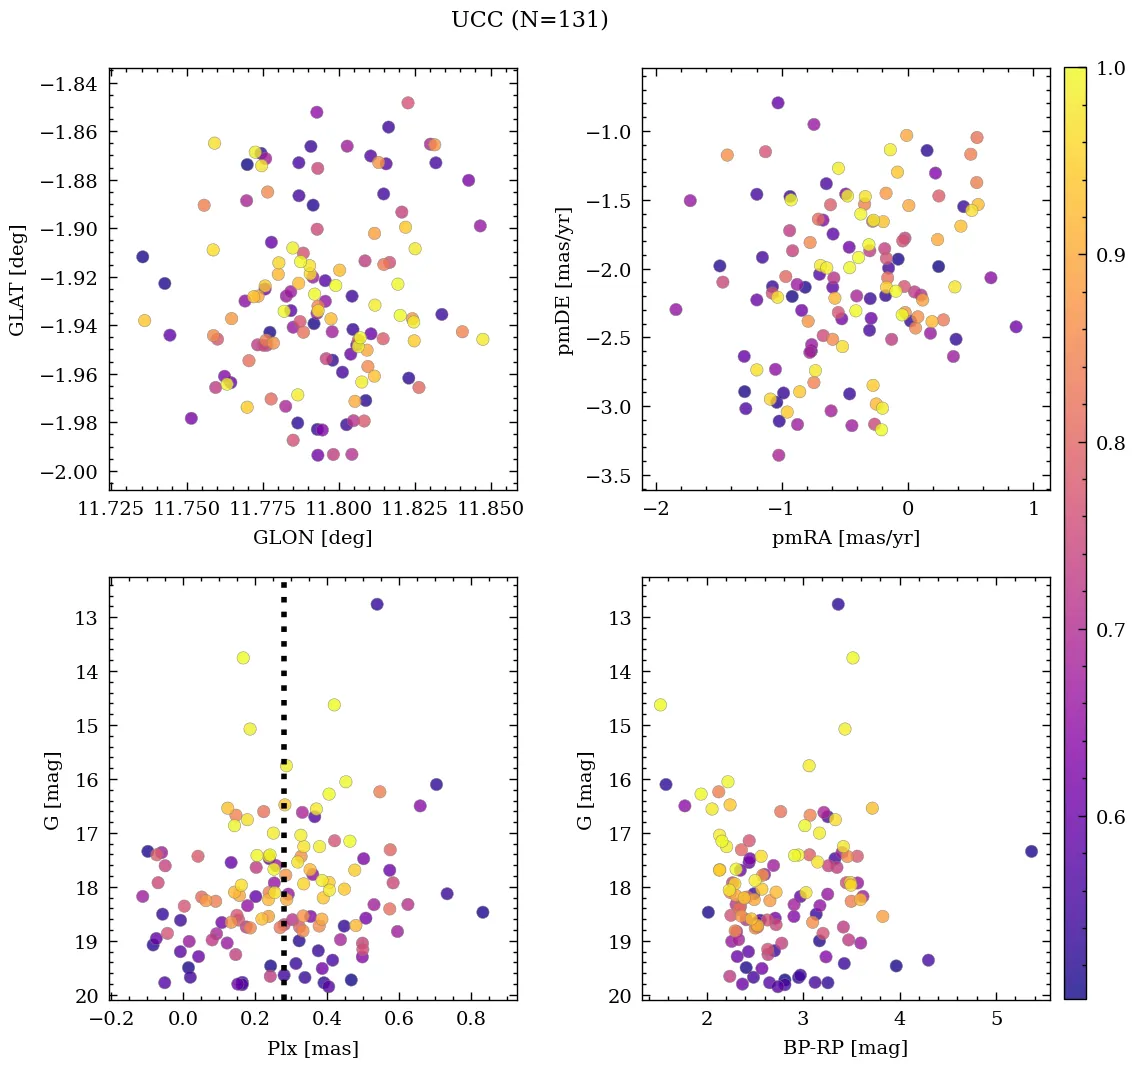 UCC (N=131)
−1.84
−1.86
−1.88
−1.90
−1.92
−1.94
−1.96
−1.98
−2.00
GLAT [deg]
11.725 11.750 11.775 11.800 11.825 11.850
GLON [deg]
−1.0
−1.5
−2.0
−2.5
−3.0
−3.5
pmDE [mas/yr]
−2 −1 0 1
pmRA [mas/yr]
13
14
15
16
17
18
19
20
G [mag]
−0.2 0.0 0.2 0.4 0.6 0.8
Plx [mas]
13
14
15
16
17
18
19
20
G [mag]
2 3 4 5
BP-RP [mag]
1.0
0.9
0.8
0.7
0.6